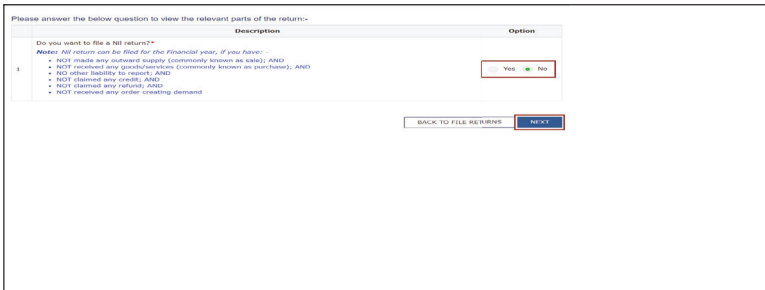 Please answer the below question to view the relevant parts of the return:-
Description Option
Do you want to file a Nil return?*
Note: Nil return can be filed for the Financial year, if you have: -
• NOT made any outward supply (commonly known as sale); AND
• NOT received any goods/services (commonly known as purchase); AND
1 Yes No
• NO other liability to report; AND
• NOT claimed any credit; AND
• NOT claimed any refund; AND
• NOT received any order creating demand
BACK TO FILE RETURNS NEXT